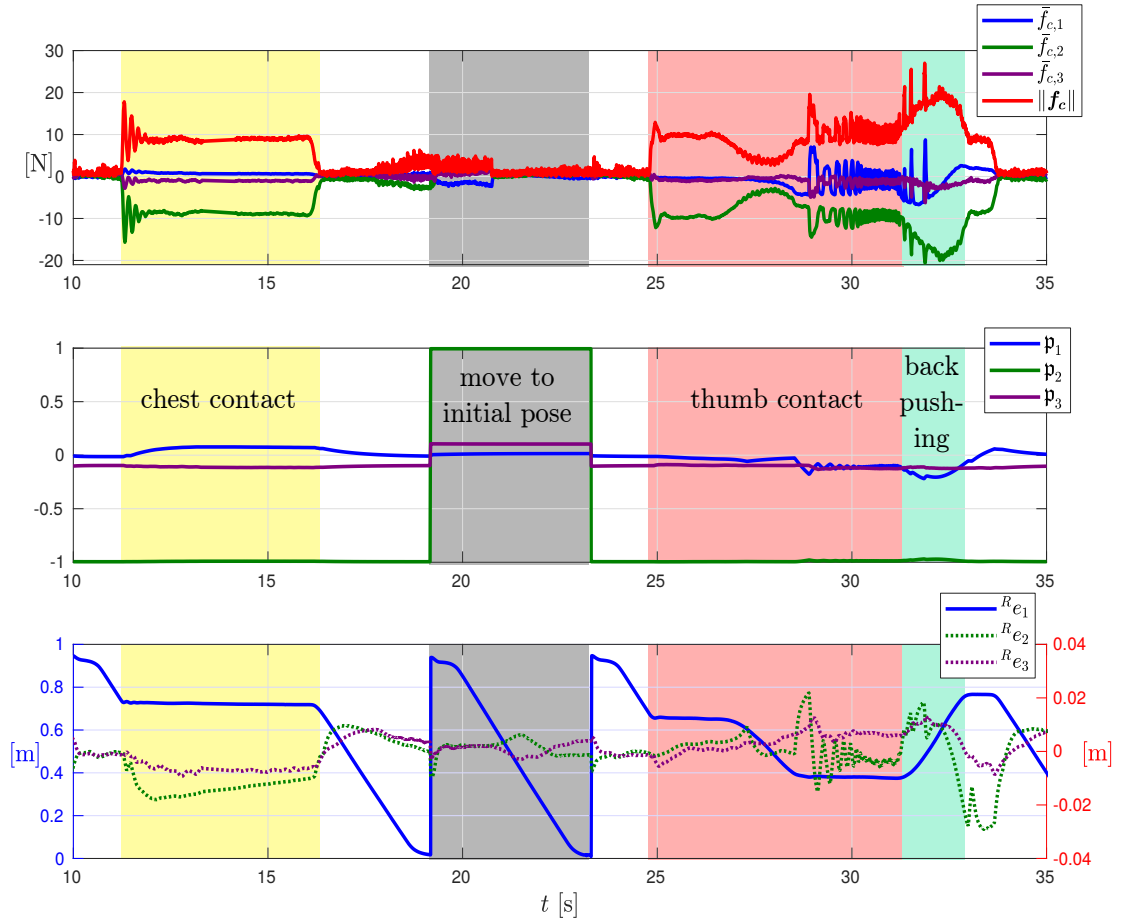 f̄c,1
f̄c,2
f̄c,3
‖fc‖
30
20
10
0
-10
-20
[N]
10 15 20 25 30 35
𝔭1
𝔭2
𝔭3
1
0.5
0
-0.5
-1
chest contact
move to
initial pose
thumb contact
back
push-
ing
10 15 20 25 30 35
Re1
Re2
Re3
1
0.8
0.6
0.4
0.2
0
[m]
0.04
0.02
0
-0.02
-0.04
[m]
10 15 20 25 30 35
t [s]